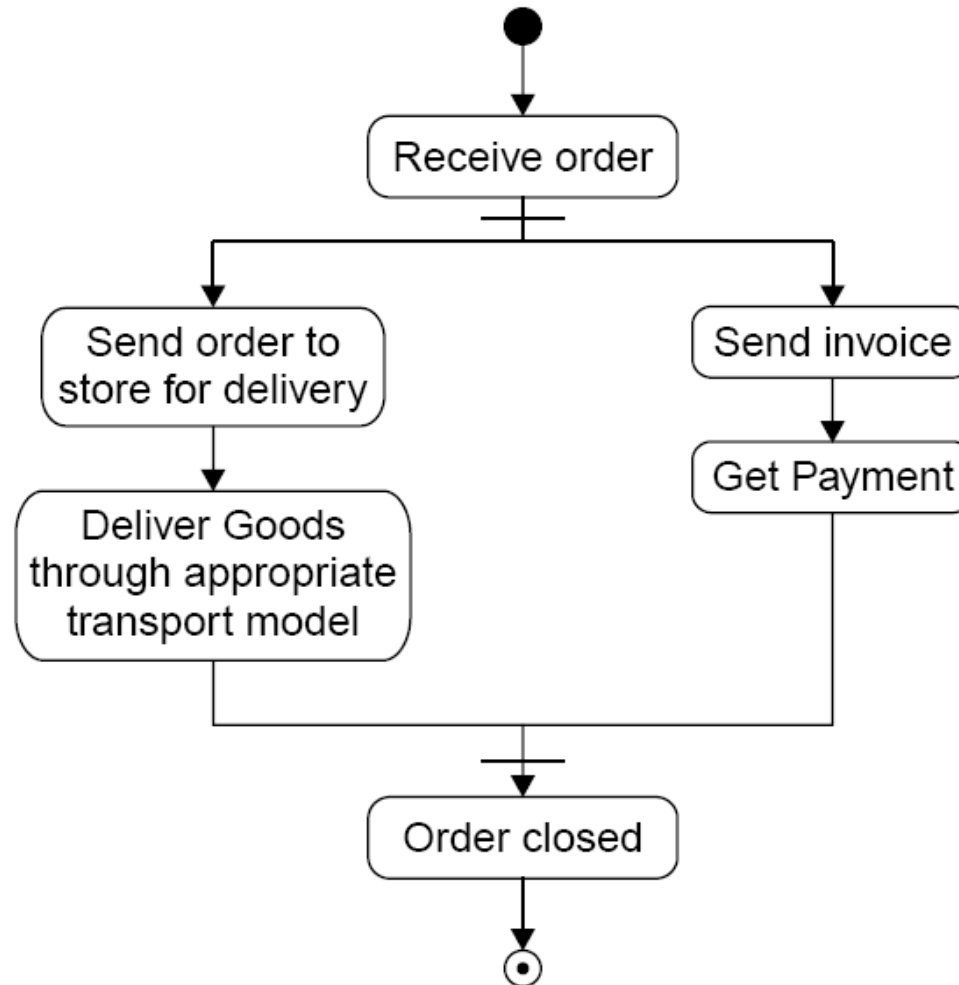 Receive order
Send order to
store for delivery
Send invoice
Get Payment
Deliver Goods
through appropriate
transport model
Order closed